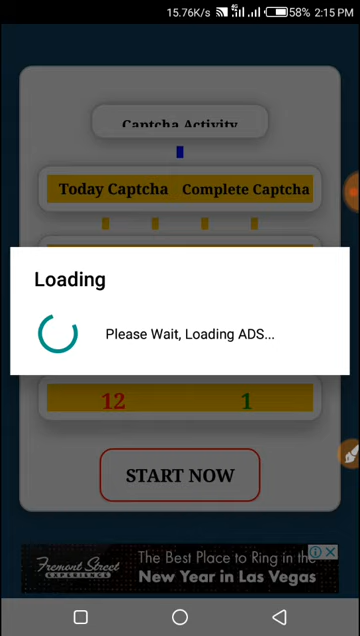 15.76K/s 4G 58% 2:15 PM
Captcha Activity
Today Captcha Complete Captcha
Loading
Please Wait, Loading ADS...
12 1
START NOW
Fremont Street
EXPERIENCE
The Best Place to Ring in the
New Year in Las Vegas